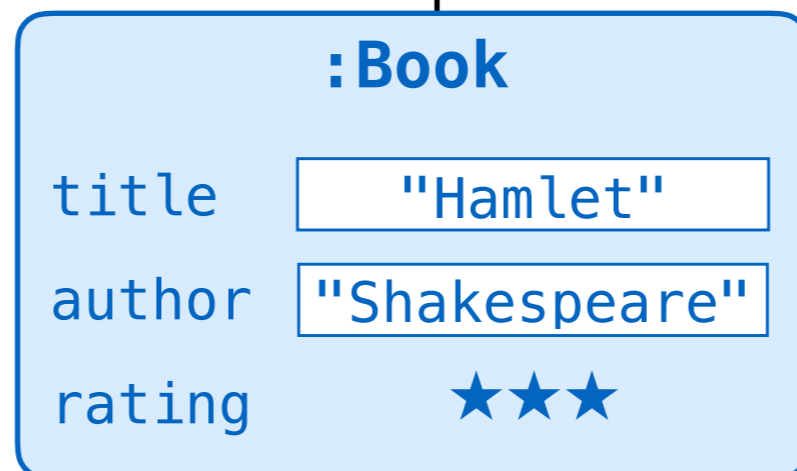 :Book
title "Hamlet"
author "Shakespeare"
rating ★★★